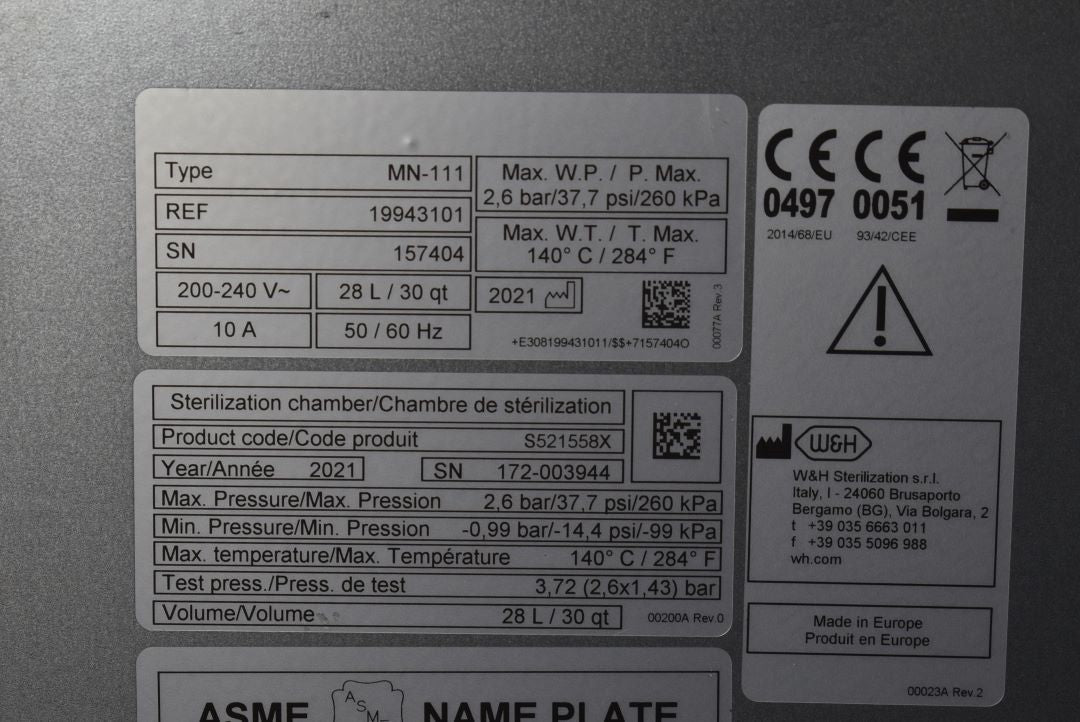 Type MN-111
REF 19943101
SN 157404
200-240 V~ 28 L / 30 qt
10 A 50 / 60 Hz
Max. W.P. / P. Max.
2,6 bar/37,7 psi/260 kPa
Max. W.T. / T. Max.
140° C / 284° F
2021
+E308199431011/$$+7157404O
00077A Rev.3
Sterilization chamber/Chambre de stérilization
Product code/Code produit S521558X
Year/Année 2021 SN 172-003944
Max. Pressure/Max. Pression 2,6 bar/37,7 psi/260 kPa
Min. Pressure/Min. Pression -0,99 bar/-14,4 psi/-99 kPa
Max. temperature/Max. Température 140° C / 284° F
Test press./Press. de test 3,72 (2,6x1,43) bar
Volume/Volume 28 L / 30 qt
00200A Rev.0
ASME ASME NAME PLATE
CE CE
0497 0051
2014/68/EU 93/42/CEE
W&H
W&H Sterilization s.r.l.
Italy, I - 24060 Brusaporto
Bergamo (BG), Via Bolgara, 2
t +39 035 6663 011
f +39 035 5096 988
wh.com
Made in Europe
Produit en Europe
00023A Rev.2